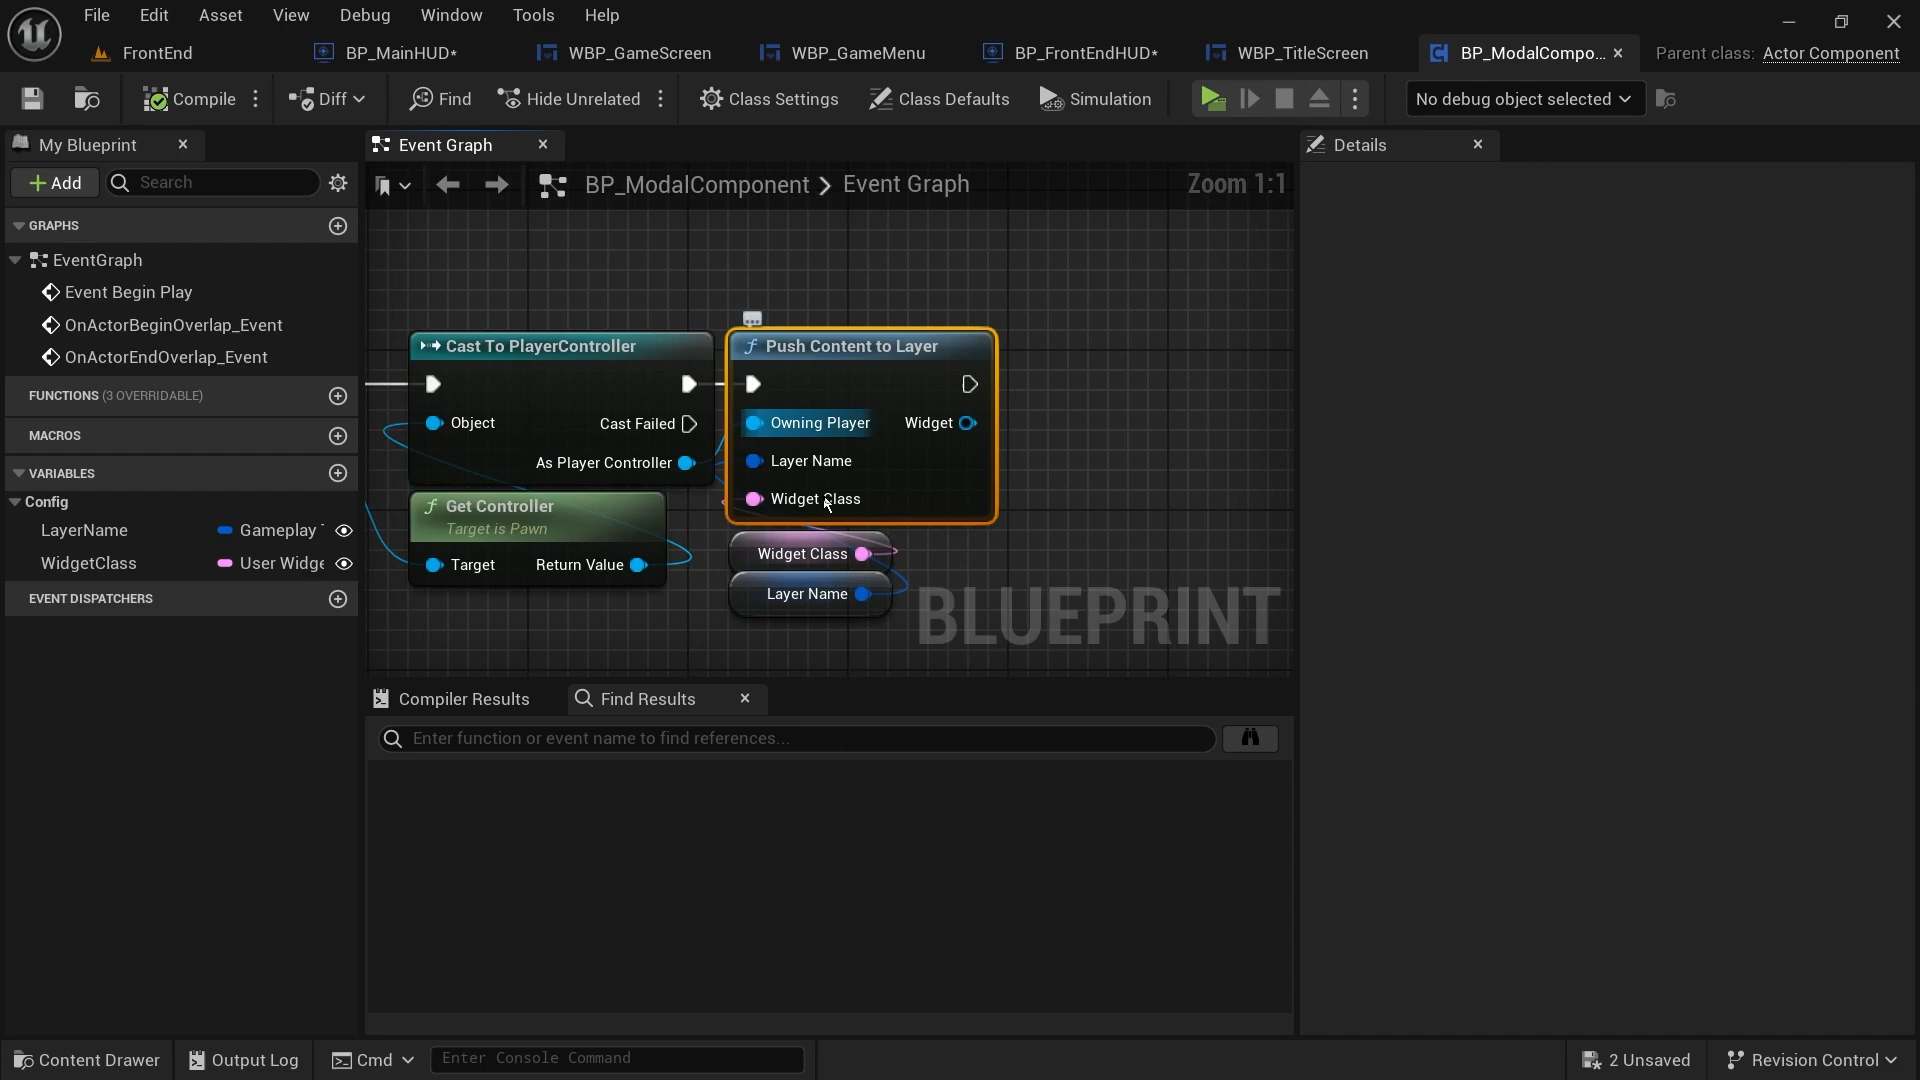 File Edit Asset View Debug Window Tools Help
FrontEnd BP_MainHUD* WBP_GameScreen WBP_GameMenu BP_FrontEndHUD* WBP_TitleScreen BP_ModalCompo... Parent class: Actor Component
Compile Diff Find Hide Unrelated Class Settings Class Defaults Simulation No debug object selected
My Blueprint Event Graph Details
Add Search BP_ModalComponent > Event Graph Zoom 1:1
GRAPHS
EventGraph
Event Begin Play
OnActorBeginOverlap_Event
OnActorEndOverlap_Event
FUNCTIONS (3 OVERRIDABLE)
MACROS
VARIABLES
Config
LayerName Gameplay
WidgetClass User Widge
EVENT DISPATCHERS
Cast To PlayerController
Object Cast Failed
As Player Controller
Get Controller
Target is Pawn
Target Return Value
Push Content to Layer
Owning Player Widget
Layer Name
Widget Class
Widget Class
Layer Name
BLUEPRINT
Compiler Results Find Results
Enter function or event name to find references...
Content Drawer Output Log Cmd Enter Console Command 2 Unsaved Revision Control